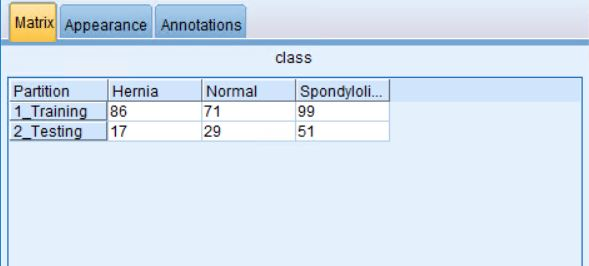 Matrix Appearance Annotations
class
Partition Hernia Normal Spondyloli...
1_Training 86 71 99
2_Testing 17 29 51